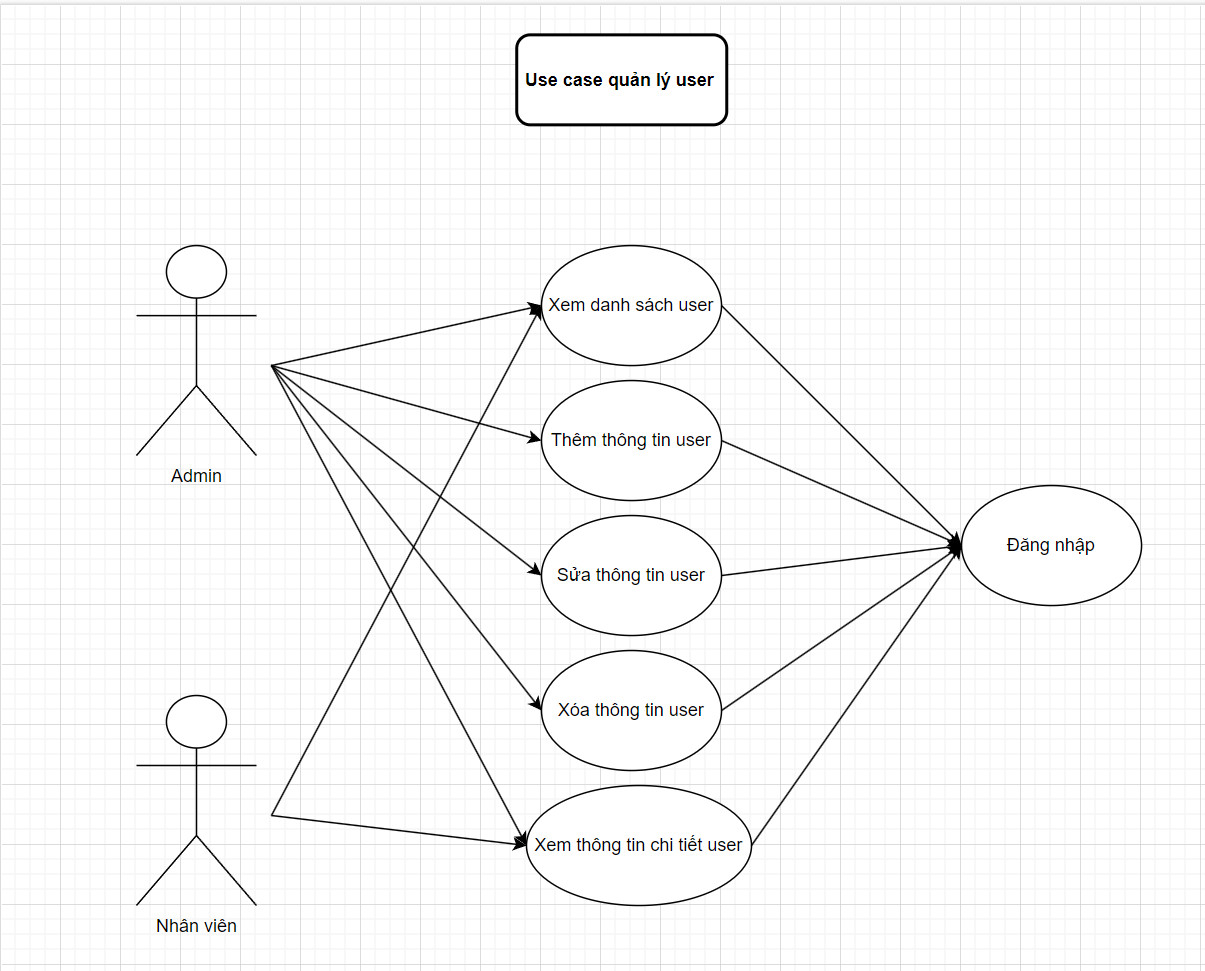 Use case quản lý user
Xem danh sách user
Thêm thông tin user
Admin
Sửa thông tin user
Đăng nhập
Xóa thông tin user
Xem thông tin chi tiết user
Nhân viên